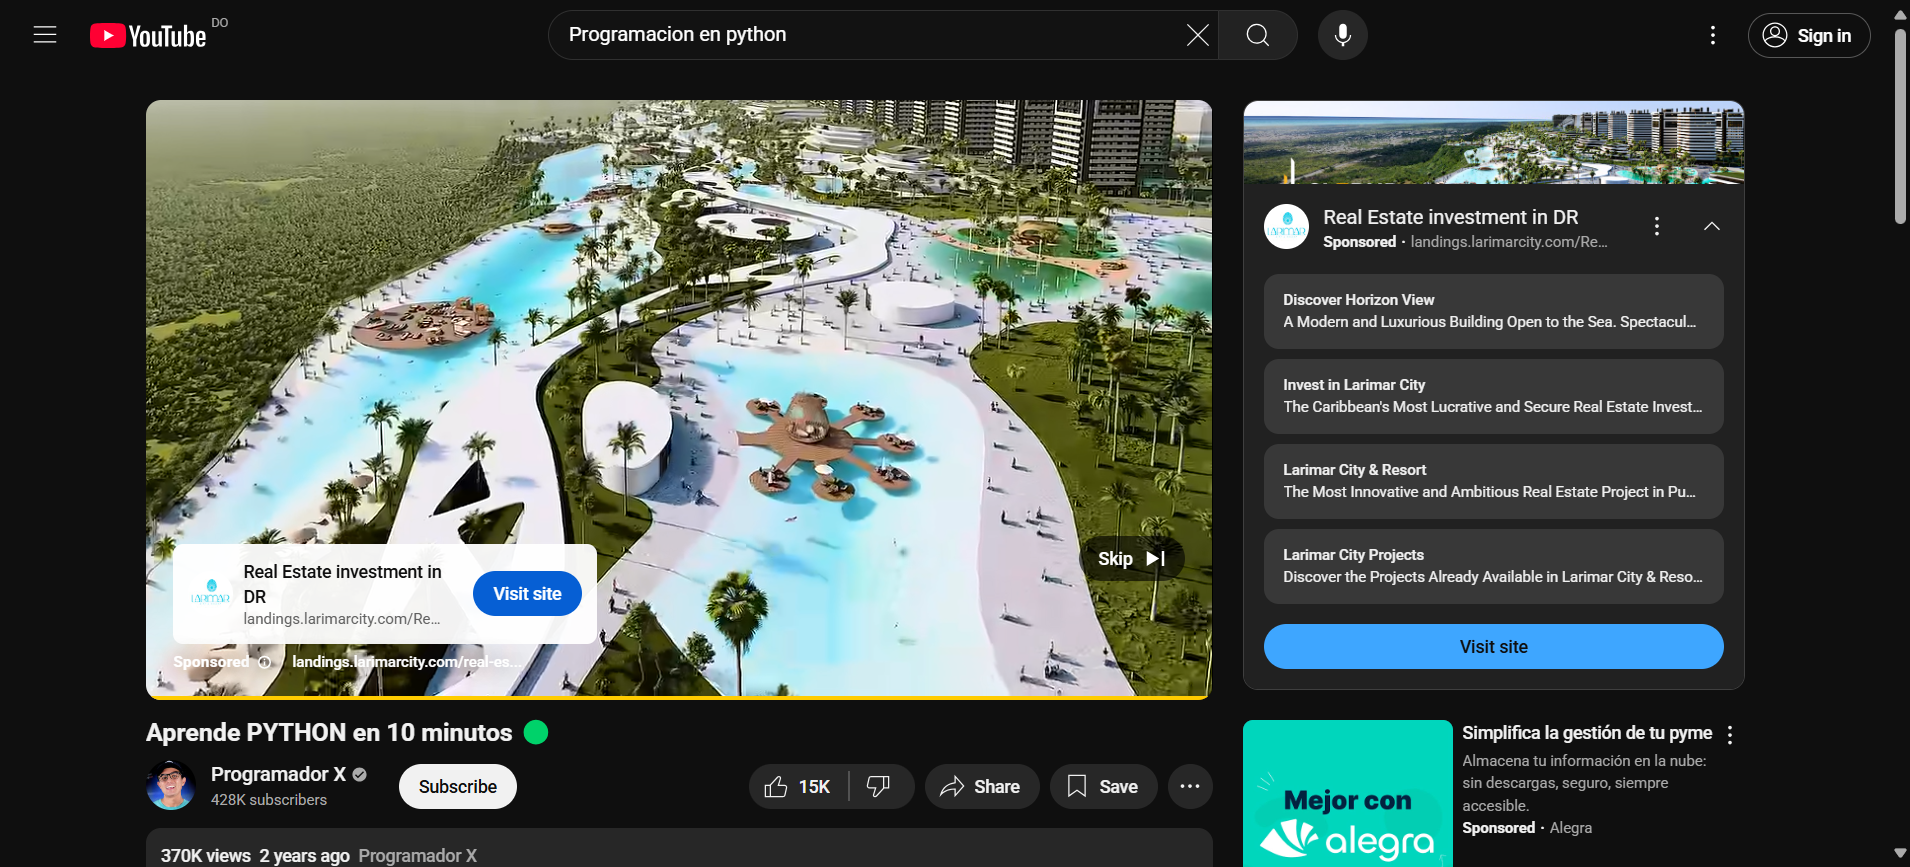 YouTube DO
Programacion en python
Sign in
Skip
Real Estate investment in
DR
landings.larimarcity.com/Re...
Visit site
LARIMAR
Sponsored
landings.larimarcity.com/real-es...
Real Estate investment in DR
Sponsored · landings.larimarcity.com/Re...
LARIMAR
Discover Horizon View
A Modern and Luxurious Building Open to the Sea. Spectacul...
Invest in Larimar City
The Caribbean's Most Lucrative and Secure Real Estate Invest...
Larimar City & Resort
The Most Innovative and Ambitious Real Estate Project in Pu...
Larimar City Projects
Discover the Projects Already Available in Larimar City & Reso...
Visit site
Aprende PYTHON en 10 minutos
Programador X
428K subscribers
Subscribe
15K
Share
Save
370K views 2 years ago Programador X
Mejor con
alegra
Simplifica la gestión de tu pyme
Almacena tu información en la nube:
sin descargas, seguro, siempre
accesible.
Sponsored · Alegra